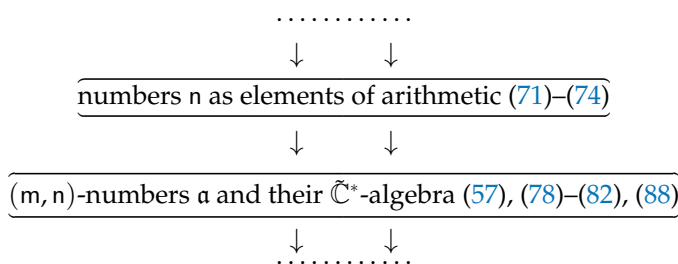 ............
↓ ↓
numbers n as elements of arithmetic (71)–(74)
↓ ↓
(m, n)-numbers 𝔞 and their ℂ̃*-algebra (57), (78)–(82), (88)
↓ ↓
............